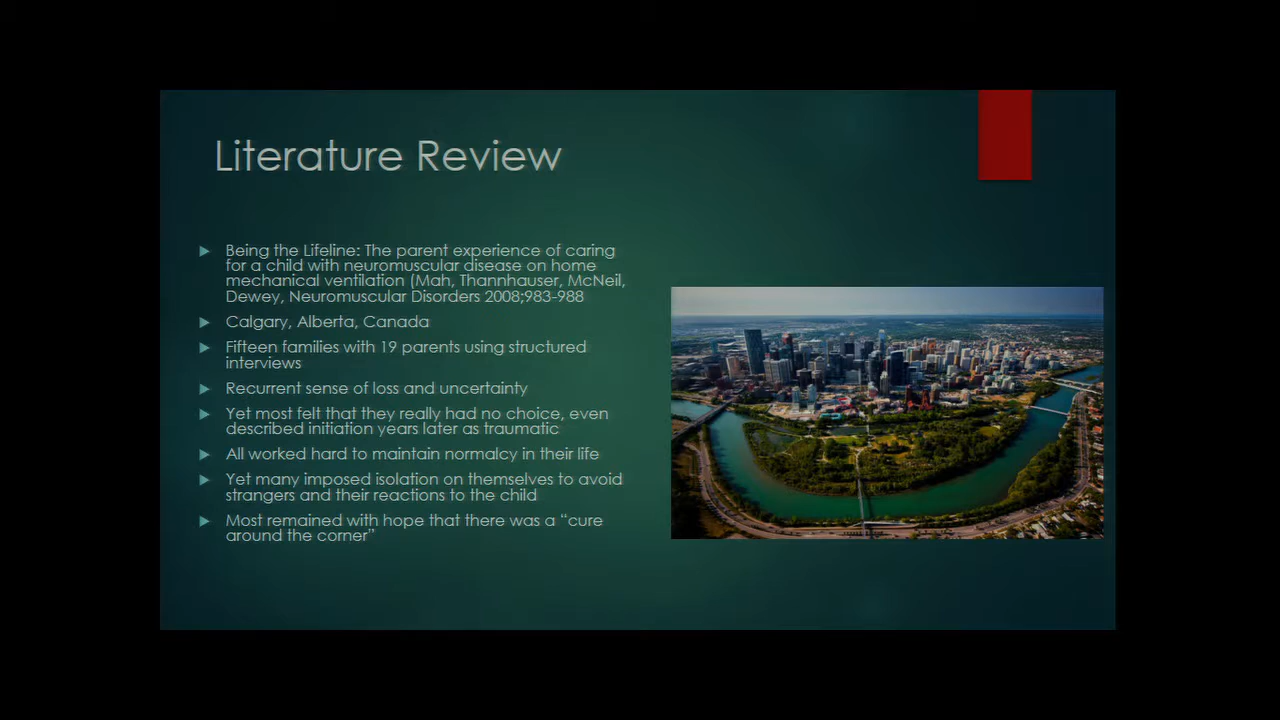 Literature Review
Being the Lifeline: The parent experience of caring
for a child with neuromuscular disease on home
mechanical ventilation (Mah, Thannhauser, McNeil,
Dewey, Neuromuscular Disorders 2008;983-988
Calgary, Alberta, Canada
Fifteen families with 19 parents using structured
interviews
Recurrent sense of loss and uncertainty
Yet most felt that they really had no choice, even
described initiation years later as traumatic
All worked hard to maintain normalcy in their life
Yet many imposed isolation on themselves to avoid
strangers and their reactions to the child
Most remained with hope that there was a “cure
around the corner”